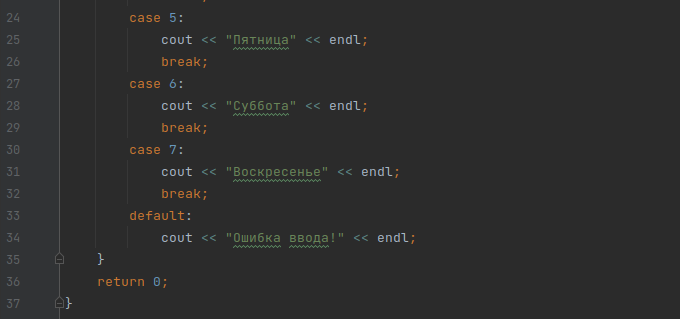 24 case 5:
25 cout << "Пятница" << endl;
26 break;
27 case 6:
28 cout << "Суббота" << endl;
29 break;
30 case 7:
31 cout << "Воскресенье" << endl;
32 break;
33 default:
34 cout << "Ошибка ввода!" << endl;
35 }
36 return 0;
37 }